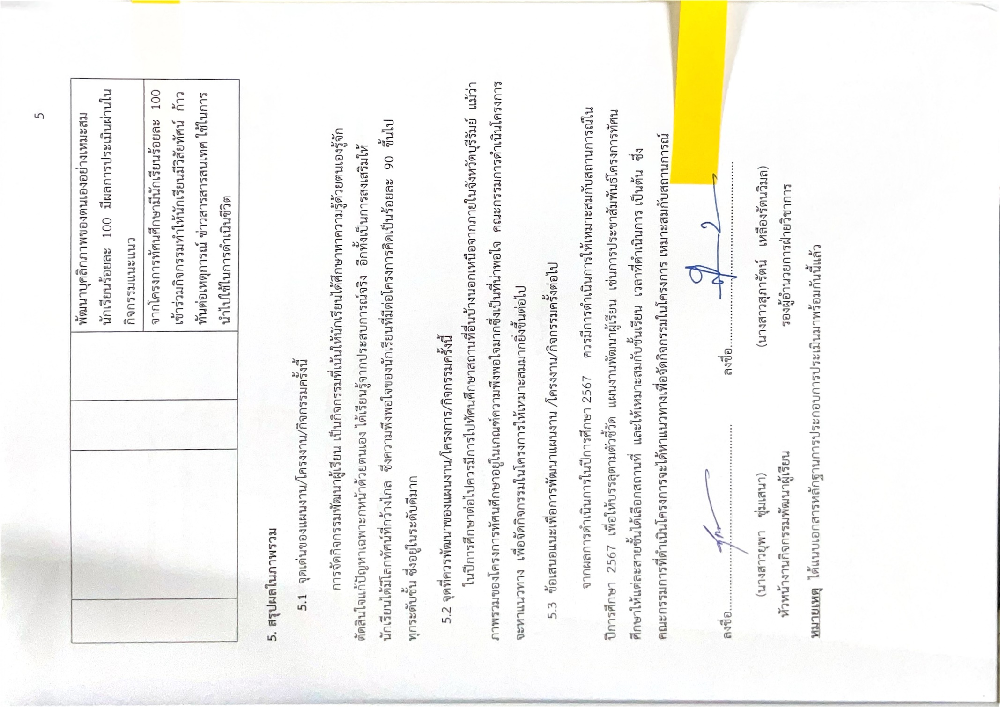 5
พัฒนาบุคลิกภาพของตนเองอย่างเหมะสม
นักเรียนร้อยละ 100 มีผลการประเมินผ่านใน
กิจกรรมแนะแนว
จากโครงการทัศนศึกษามีนักเรียนร้อยละ 100
เข้าร่วมกิจกรรมทำให้นักเรียนมีวิสัยทัศน์ ก้าว
ทันต่อเหตุการณ์ ข่าวสารสารสนเทศ ใช้ในการ
นำไปใช้ในการดำเนินชีวิต
5. สรุปผลในภาพรวม
5.1 จุดเด่นของแผนงาน/โครงงาน/กิจกรรมครั้งนี้
การจัดกิจกรรมพัฒนาผู้เรียน เป็นกิจกรรมที่เน้นให้นักเรียนได้ศึกษาหาความรู้ด้วยตนเองรู้จัก
ตัดสินใจแก้ปัญหาเฉพาะกหน้าด้วยตนเอง ได้เรียนรู้จากประสบการณ์จริง อีกทั้งเป็นการสงเสริมให้
นักเรียนได้มีโลกทัศน์ที่กว้างไกล ซึ่งความพึงพอใจของนักเรียนที่มีต่อโครงการคิดเป็นร้อยละ 90 ขึ้นไป
ทุกระดับชั้น ซึ่งอยู่ในระดับดีมาก
5.2 จุดที่ควรพัฒนาของแผนงาน/โครงการ/กิจกรรมครั้งนี้
ในปีการศึกษาต่อไปควรมีการไปทัศนศึกษาสถานที่อื่นบ้างนอกเหนือจากภายในจังหวัดบุรีรัมย์ แม้ว่า
ภาพรวมของโครงการทัศนศึกษาอยู่ในเกณฑ์ความพึงพอใจมากซึ่งเป็นที่น่าพอใจ คณะกรรมการดำเนินโครงการ
จะหาแนวทาง เพื่อจัดกิจกรรมในโครงการให้เหมาะสมมากยิ่งขึ้นต่อไป
5.3 ข้อเสนอแนะเพื่อการพัฒนาแผนงาน /โครงงาน/กิจกรรมครั้งต่อไป
จากผลการดำเนินการในปีการศึกษา 2567 ควรมีการดำเนินการให้เหมาะสมกับสถานการณ์ใน
ปีการศึกษา 2567 เพื่อให้บรรลุตามตัวชี้วัด แผนงานพัฒนาผู้เรียน เช่นการประชาสัมพันธ์โครงการทัศน
ศึกษาให้แต่ละสายชั้นได้เลือกสถานที่ และให้เหมาะสมกับชั้นเรียน เวลาที่ดำเนินการ เป็นต้น ซึ่ง
คณะกรรมการที่ดำเนินโครงการจะได้หาแนวทางเพื่อจัดกิจกรรมในโครงการ เหมาะสมกับสถานการณ์
ลงชื่อ............................................................ ลงชื่อ............................................................
(นางสาวยุพา ชุ่มเสนา) (นางสาวสุภารัตน์ เหลืองรัตนวิมล)
หัวหน้างานกิจกรรมพัฒนาผู้เรียน รองผู้อำนวยการฝ่ายวิชาการ
หมายเหตุ ได้แนบเอกสารหลักฐานการประกอบการประเมินมาพร้อมกันนี้แล้ว